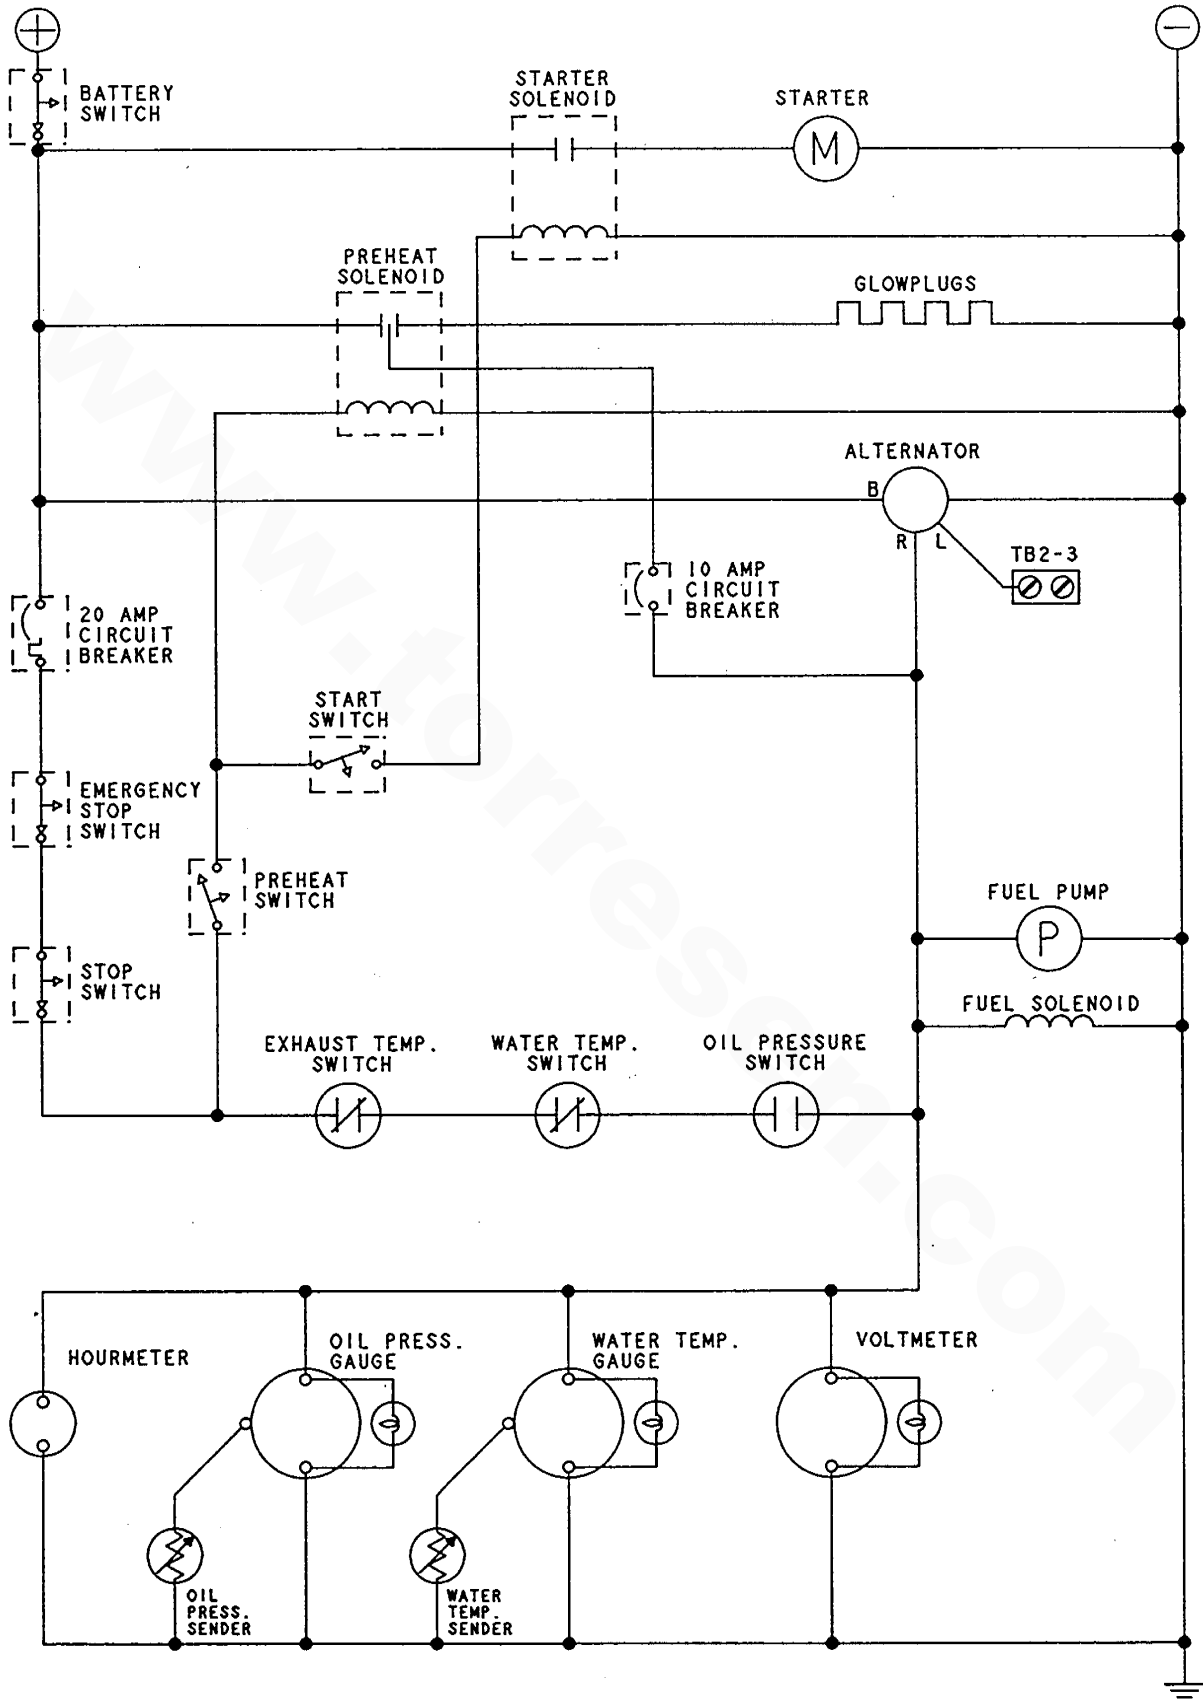 BATTERY
SWITCH
STARTER
SOLENOID
STARTER
M
PREHEAT
SOLENOID
GLOWPLUGS
ALTERNATOR
B
R L
TB2-3
10 AMP
CIRCUIT
BREAKER
20 AMP
CIRCUIT
BREAKER
START
SWITCH
EMERGENCY
STOP
SWITCH
PREHEAT
SWITCH
FUEL PUMP
P
STOP
SWITCH
FUEL SOLENOID
EXHAUST TEMP.
SWITCH
WATER TEMP.
SWITCH
OIL PRESSURE
SWITCH
HOURMETER
OIL PRESS.
GAUGE
WATER TEMP.
GAUGE
VOLTMETER
OIL
PRESS.
SENDER
WATER
TEMP.
SENDER
www.torresen.com